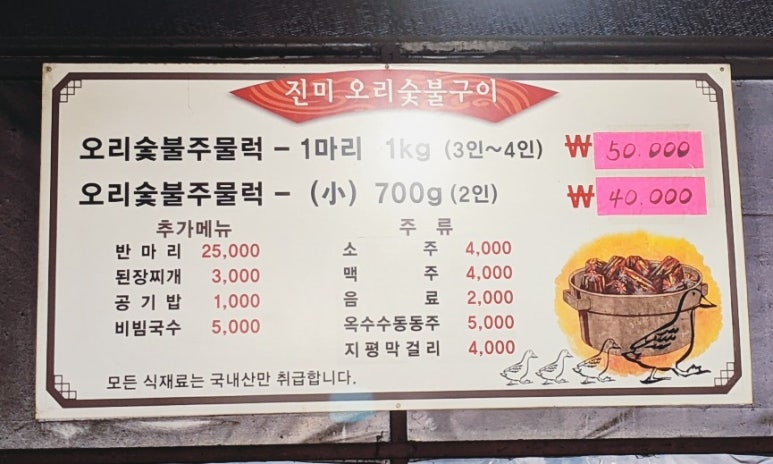 진미 오리숯불구이
오리숯불주물럭 - 1마리 1kg (3인~4인) ₩ 50.000
오리숯불주물럭 - (小) 700g (2인) ₩ 40.000
추가메뉴
반 마 리 25,000
된장찌개 3,000
공 기 밥 1,000
비빔국수 5,000
주 류
소 주 4,000
맥 주 4,000
음 료 2,000
옥수수동동주 5,000
지평막걸리 4,000
모든 식재료는 국내산만 취급합니다.